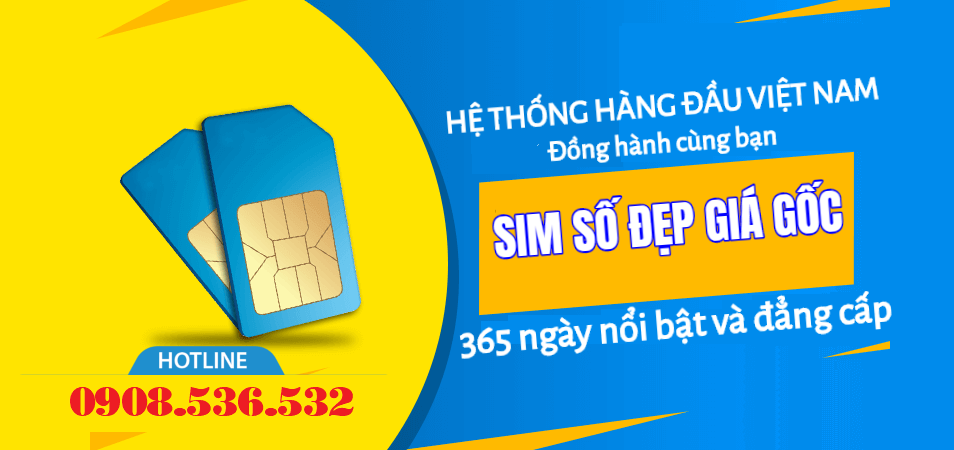 HỆ THỐNG HÀNG ĐẦU VIỆT NAM
Đồng hành cùng bạn
SIM SỐ ĐẸP GIÁ GỐC
365 ngày nổi bật và đẳng cấp
HOTLINE
0908.536.532